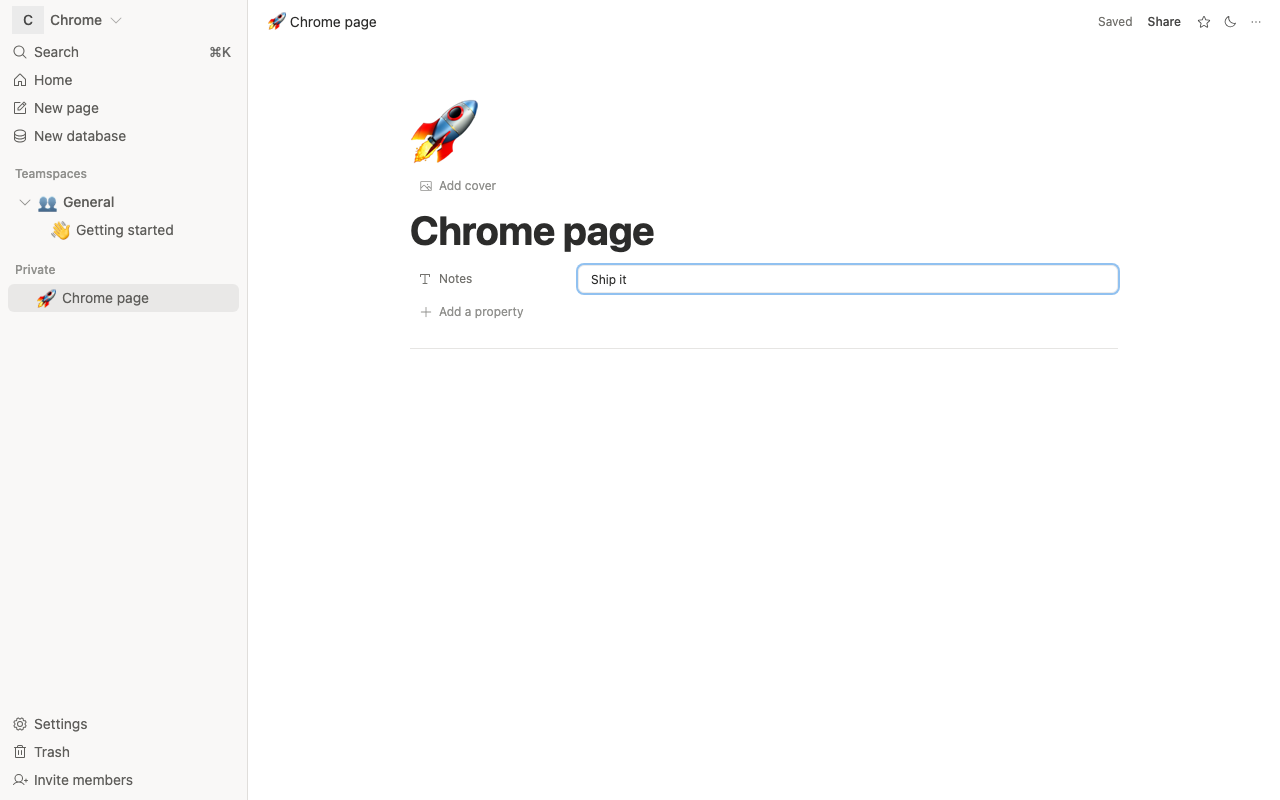 C Chrome
Search ⌘K
Home
New page
New database
Teamspaces
General
Getting started
Private
Chrome page
Settings
Trash
Invite members
Chrome page
Saved Share
Add cover
Chrome page
Notes Ship it
Add a property